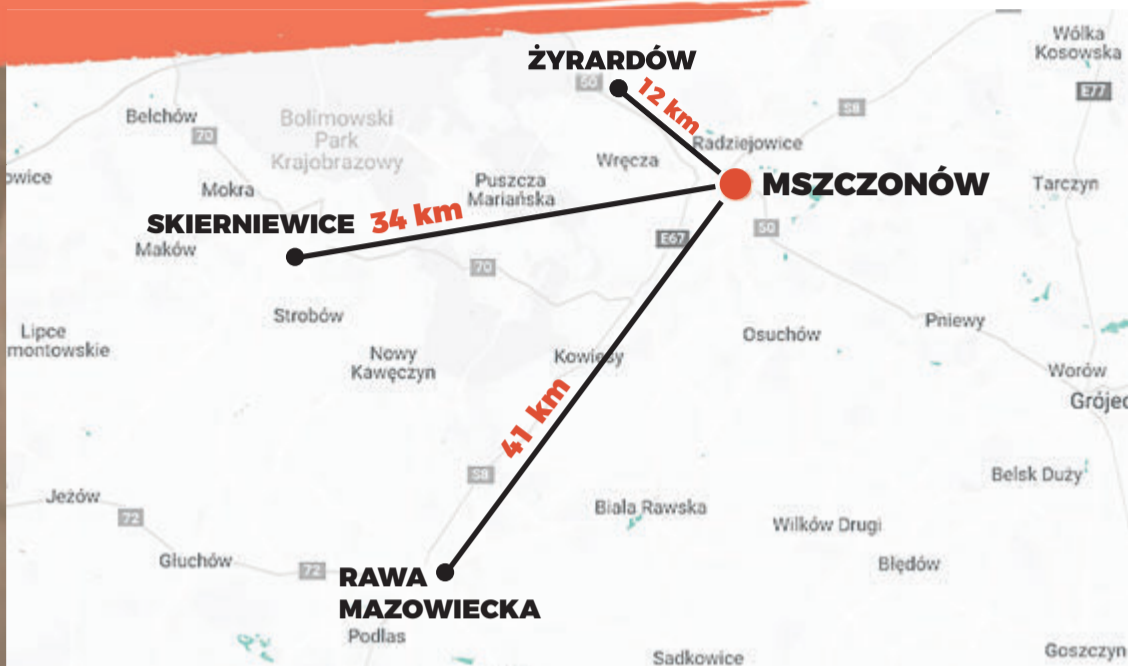 ŻYRARDÓW
Wólka
Kosowska
50
12 km
E77
Bełchów
S8
Bolimowski
Park
Krajobrazowy
70
Radziejowice
Wręcza
owice
Mokra
Puszcza
Mariańska
MSZCZONÓW
Tarczyn
SKIERNIEWICE
34 km
Maków
E67
50
70
Strobów
Pniewy
Lipce
montowskie
Osuchów
Nowy
Kawęczyn
Kowiesy
Worów
Grójec
41 km
S8
Belsk Duży
Jeżów
72
Biała Rawska
Wilków Drugi
Głuchów
72
RAWA
MAZOWIECKA
Błędów
Podlas
Sadkowice
Goszczyn